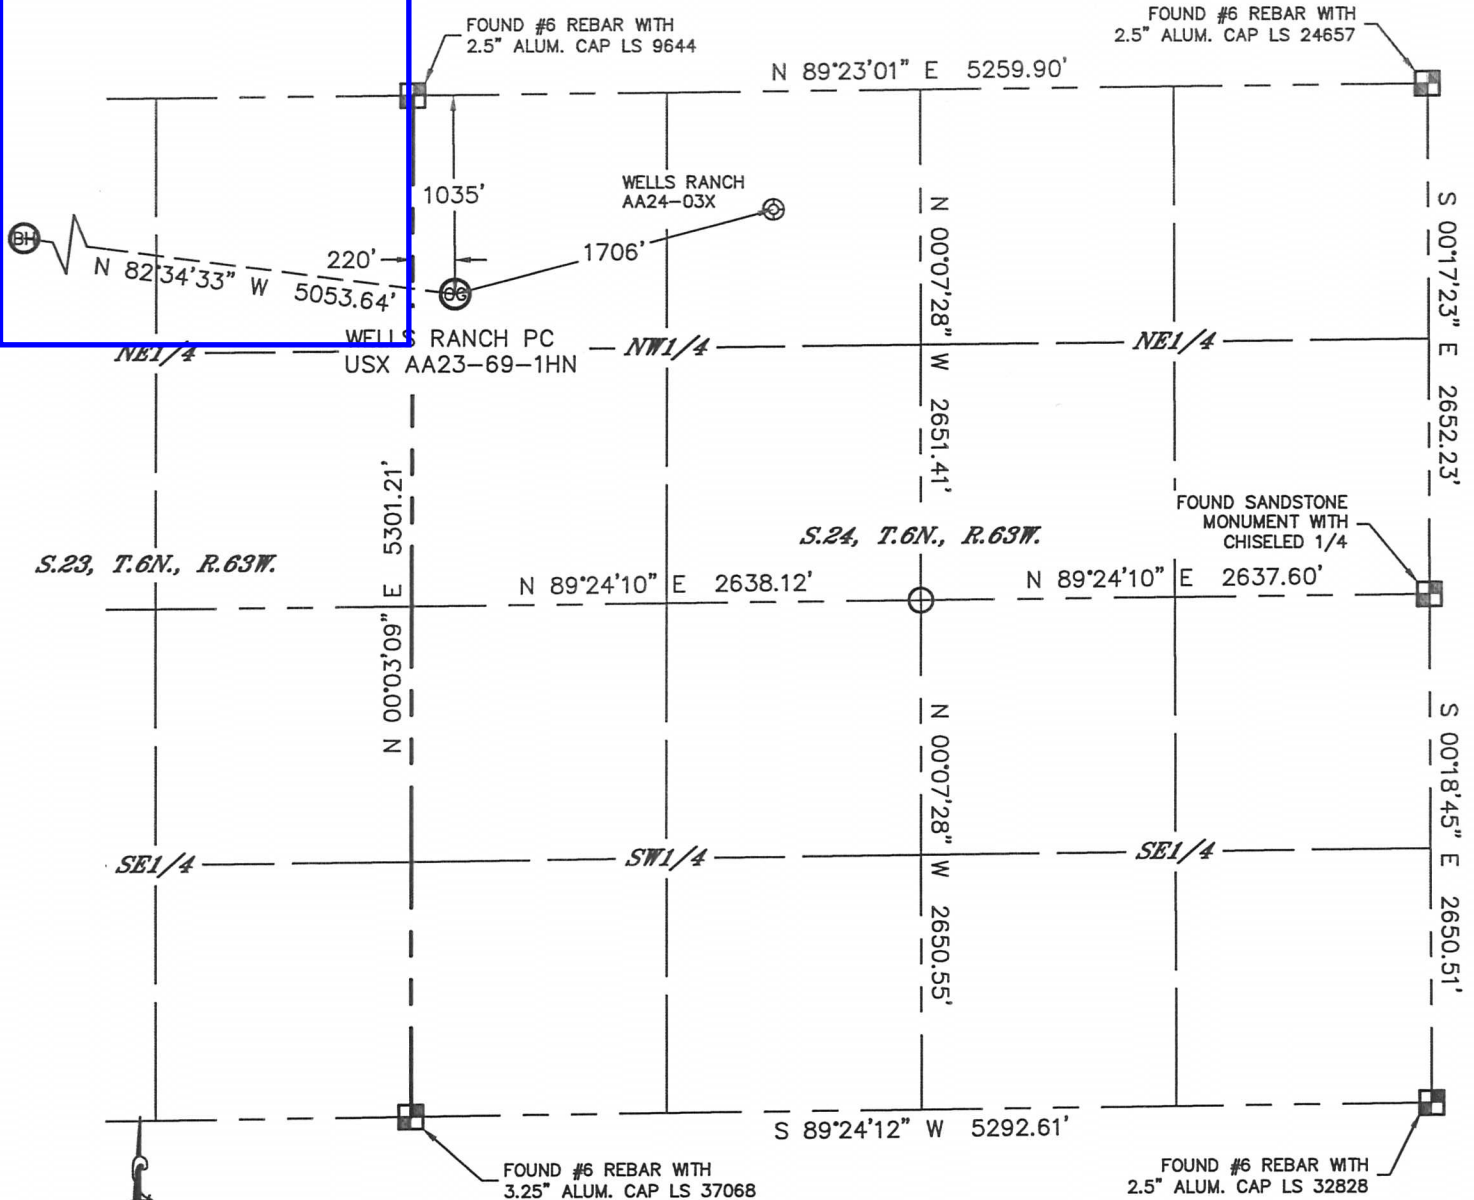 FOUND #6 REBAR WITH
2.5" ALUM. CAP LS 9644
FOUND #6 REBAR WITH
2.5" ALUM. CAP LS 24657
N 89°23'01" E 5259.90'
1035'
WELLS RANCH
AA24-03X
1706'
220'
BH
N 82°34'33" W 5053.64'
OG
WELLS RANCH PC
USX AA23-69-1HN
NE1/4
NW1/4
NE1/4
N 00°07'28" W 2651.41'
S 00°17'23" E 2652.23'
N 00°03'09" E 5301.21'
FOUND SANDSTONE
MONUMENT WITH
CHISELED 1/4
S.23, T.6N., R.63W.
S.24, T.6N., R.63W.
N 89°24'10" E 2638.12'
N 89°24'10" E 2637.60'
N 00°07'28" W 2650.55'
S 00°18'45" E 2650.51'
SE1/4
SW1/4
SE1/4
S 89°24'12" W 5292.61'
FOUND #6 REBAR WITH
3.25" ALUM. CAP LS 37068
FOUND #6 REBAR WITH
2.5" ALUM. CAP LS 32828